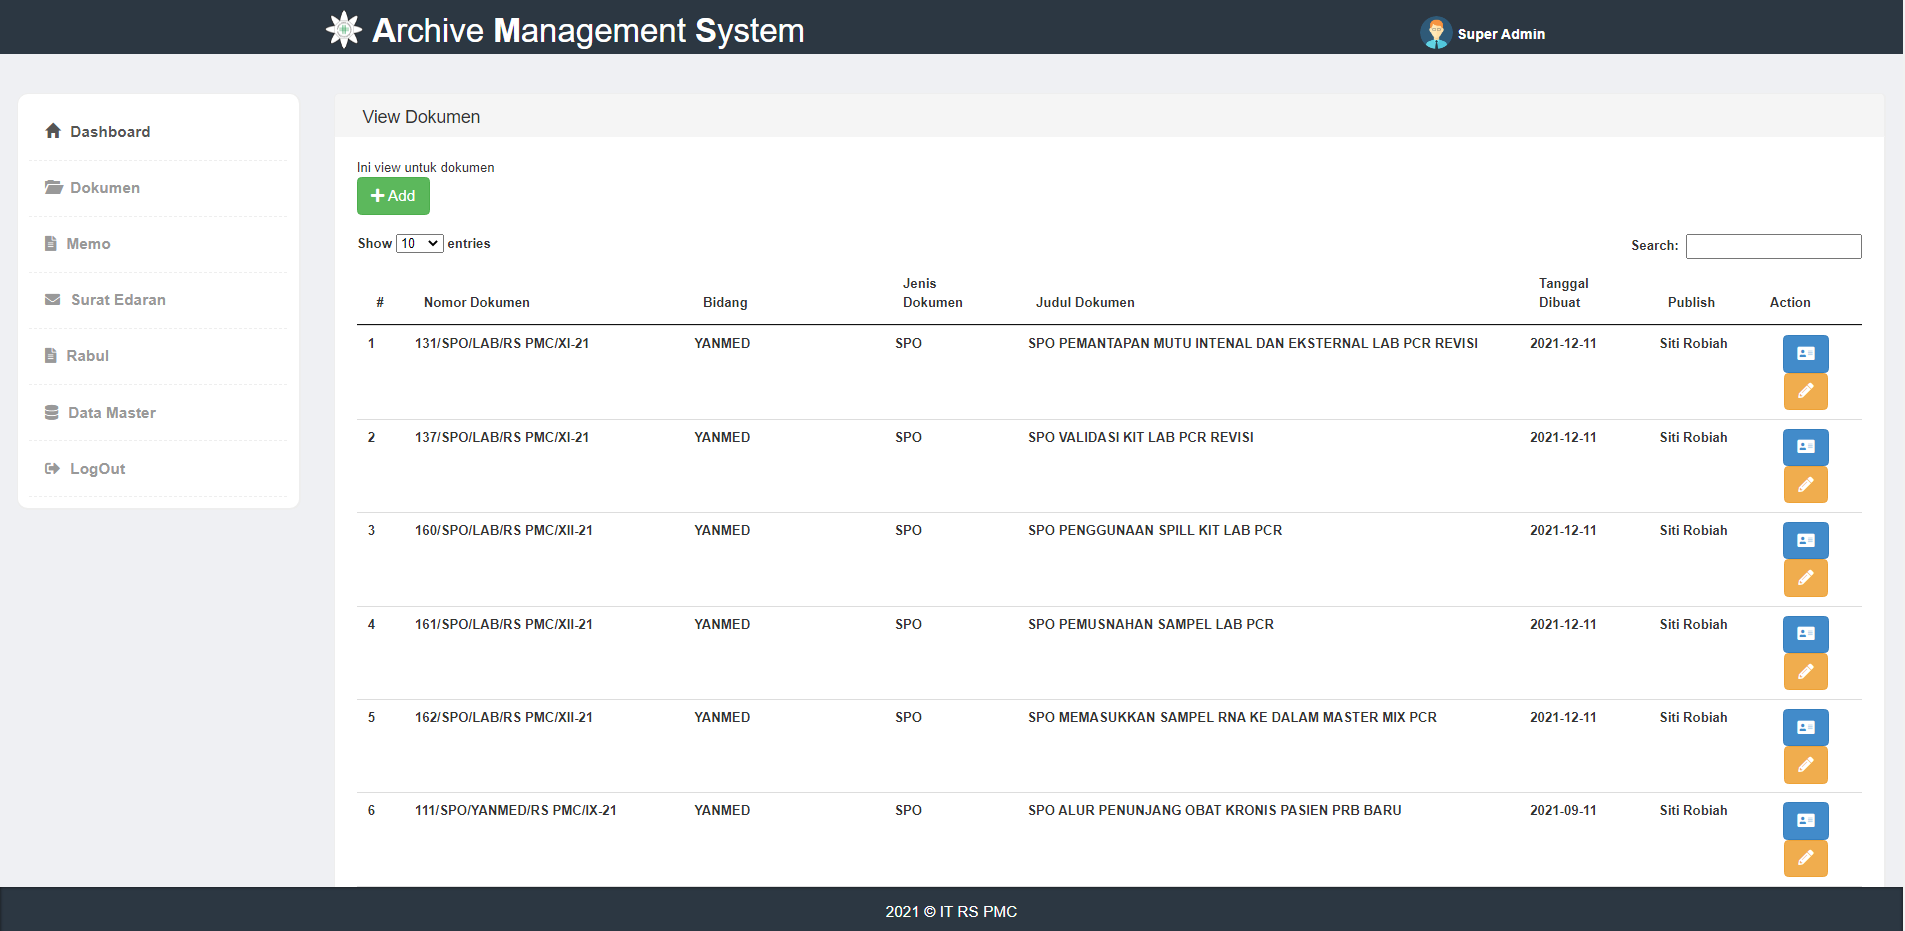 Archive Management System
Super Admin
Dashboard
Dokumen
Memo
Surat Edaran
Rabul
Data Master
LogOut
View Dokumen
Ini view untuk dokumen
Add
Show 10 entries
Search:
# Nomor Dokumen Bidang Jenis Dokumen Judul Dokumen Tanggal Dibuat Publish Action
1 131/SPO/LAB/RS PMC/XI-21 YANMED SPO SPO PEMANTAPAN MUTU INTENAL DAN EKSTERNAL LAB PCR REVISI 2021-12-11 Siti Robiah
2 137/SPO/LAB/RS PMC/XI-21 YANMED SPO SPO VALIDASI KIT LAB PCR REVISI 2021-12-11 Siti Robiah
3 160/SPO/LAB/RS PMC/XII-21 YANMED SPO SPO PENGGUNAAN SPILL KIT LAB PCR 2021-12-11 Siti Robiah
4 161/SPO/LAB/RS PMC/XII-21 YANMED SPO SPO PEMUSNAHAN SAMPEL LAB PCR 2021-12-11 Siti Robiah
5 162/SPO/LAB/RS PMC/XII-21 YANMED SPO SPO MEMASUKKAN SAMPEL RNA KE DALAM MASTER MIX PCR 2021-12-11 Siti Robiah
6 111/SPO/YANMED/RS PMC/IX-21 YANMED SPO SPO ALUR PENUNJANG OBAT KRONIS PASIEN PRB BARU 2021-09-11 Siti Robiah
2021 © IT RS PMC